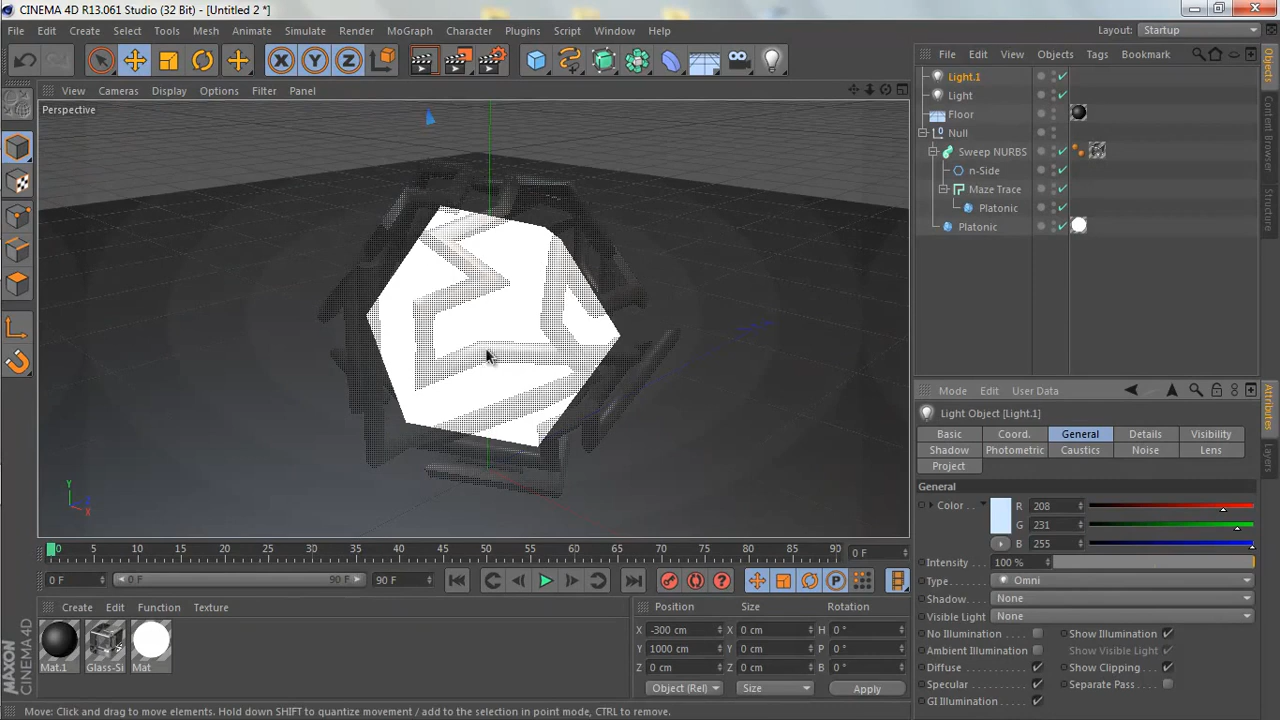 CINEMA 4D R13.061 Studio (32 Bit) - [Untitled 2 *]
File Edit Create Select Tools Mesh Animate Simulate Render MoGraph Character Plugins Script Window Help
Layout: Startup
File Edit View Objects Tags Bookmark
View Cameras Display Options Filter Panel
Perspective
Light.1
Light
Floor
Null
Sweep NURBS
n-Side
Maze Trace
Platonic
Platonic
Objects
Content Browser
Structure
Y
Z
X
Mode Edit User Data
Light Object [Light.1]
Basic Coord. General Details Visibility
Shadow Photometric Caustics Noise Lens
Project
General
Color R 208
G 231
B 255
Intensity 100 %
Type Omni
Shadow None
Visible Light None
No Illumination Show Illumination
Ambient Illumination Show Visible Light
Diffuse Show Clipping
Specular Separate Pass
GI Illumination
Attributes
Layers
0 5 10 15 20 25 30 35 40 45 50 55 60 65 70 75 80 85 90 0 F
0 F 0 F 90 F 90 F
Create Edit Function Texture
Mat.1 Glass-Si Mat
Position Size Rotation
X -300 cm X 0 cm H 0 °
Y 1000 cm Y 0 cm P 0 °
Z 0 cm Z 0 cm B 0 °
Object (Rel) Size Apply
MAXON
CINEMA 4D
Move: Click and drag to move elements. Hold down SHIFT to quantize movement / add to the selection in point mode, CTRL to remove.